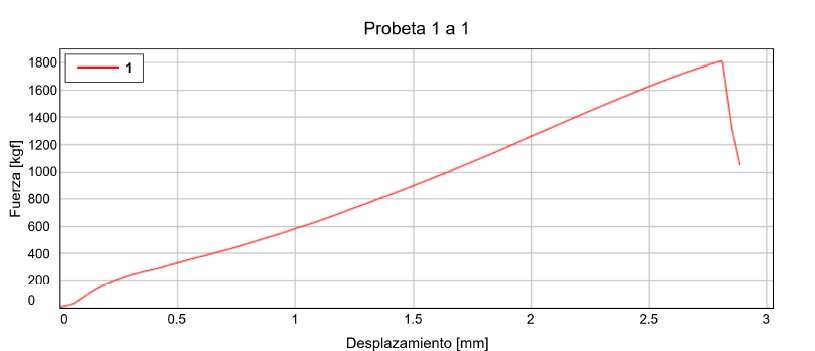 Probeta 1 a 1
1
1800
1600
1400
1200
1000
800
600
400
200
0
Fuerza [kgf]
0 0.5 1 1.5 2 2.5 3
Desplazamiento [mm]